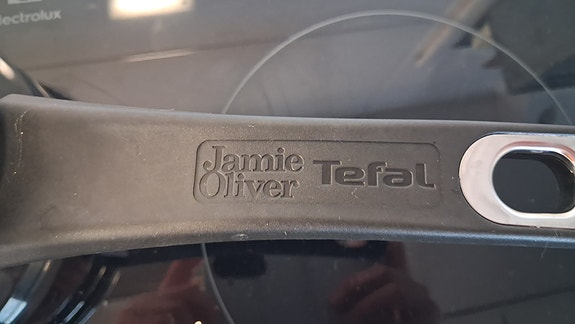 electrolux
Jamie Tefal
Oliver